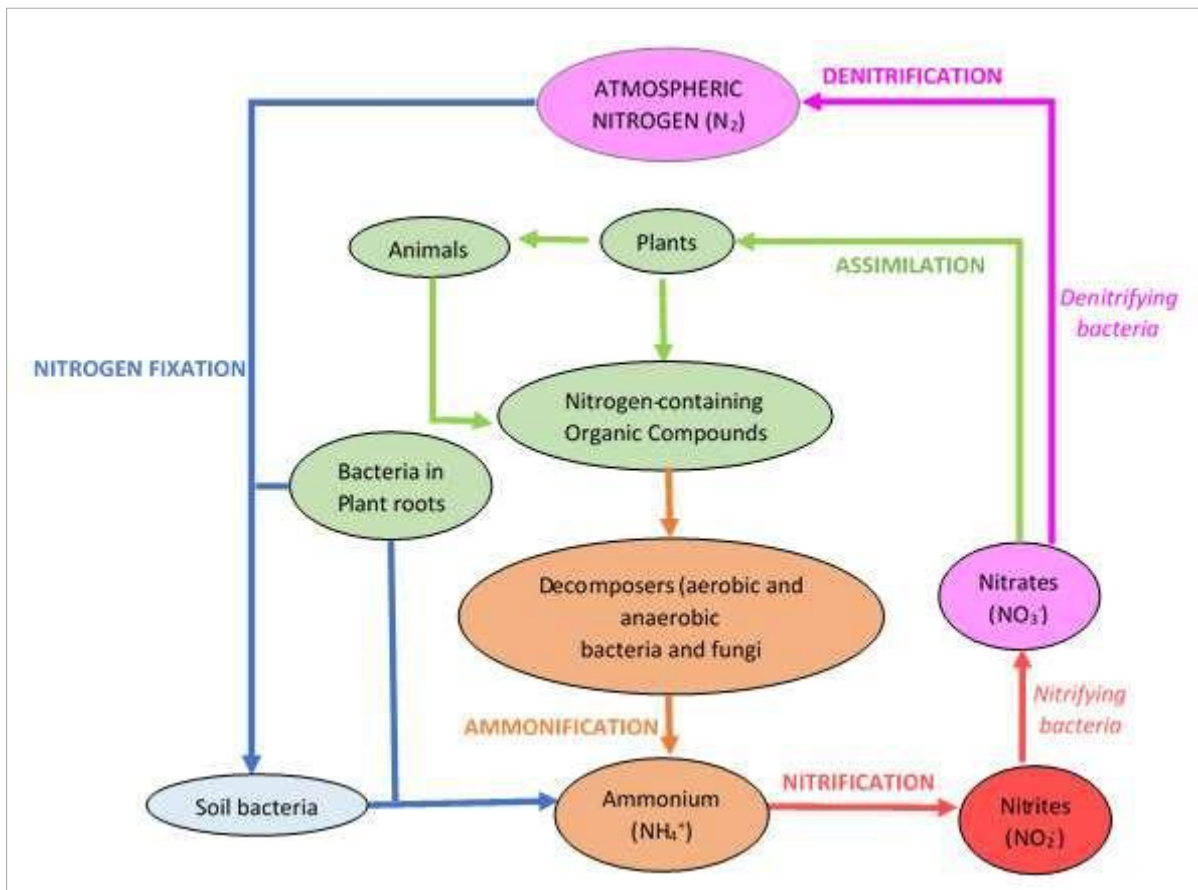 DENITRIFICATION
ATMOSPHERIC
NITROGEN (N₂)
Animals
Plants
ASSIMILATION
Denitrifying
bacteria
NITROGEN FIXATION
Nitrogen-containing
Organic Compounds
Bacteria in
Plant roots
Decomposers (aerobic and
anaerobic
bacteria and fungi
Nitrates
(NO₃⁻)
Nitrifying
bacteria
AMMONIFICATION
NITRIFICATION
Soil bacteria
Ammonium
(NH₄⁺)
Nitrites
(NO₂⁻)